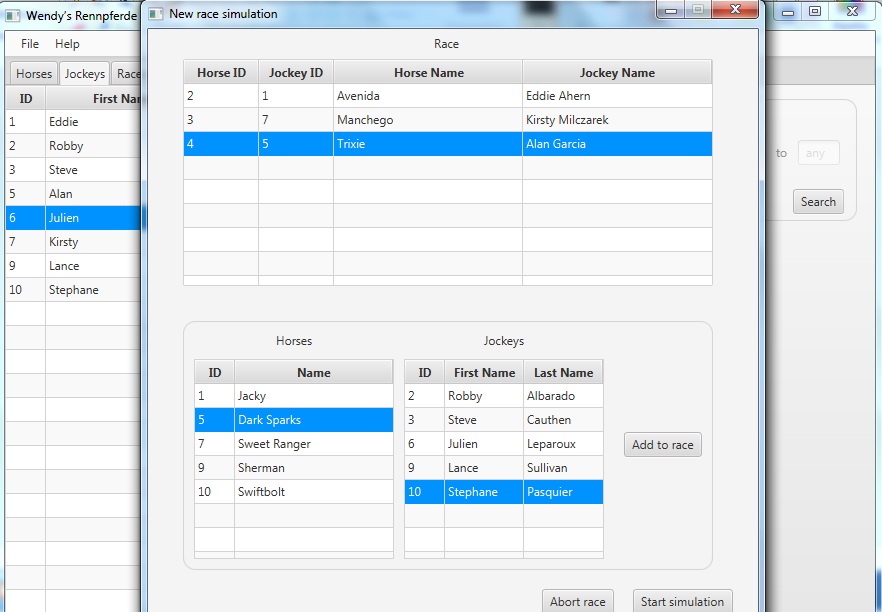 Wendy's Rennpferde
File Help
Horses Jockeys Race
ID First Nar
1 Eddie
2 Robby
3 Steve
5 Alan
6 Julien
7 Kirsty
9 Lance
10 Stephane
to any
Search
New race simulation
Race
Horse ID Jockey ID Horse Name Jockey Name
2 1 Avenida Eddie Ahern
3 7 Manchego Kirsty Milczarek
4 5 Trixie Alan Garcia
Horses
ID Name
1 Jacky
5 Dark Sparks
7 Sweet Ranger
9 Sherman
10 Swiftbolt
Jockeys
ID First Name Last Name
2 Robby Albarado
3 Steve Cauthen
6 Julien Leparoux
9 Lance Sullivan
10 Stephane Pasquier
Add to race
Abort race Start simulation